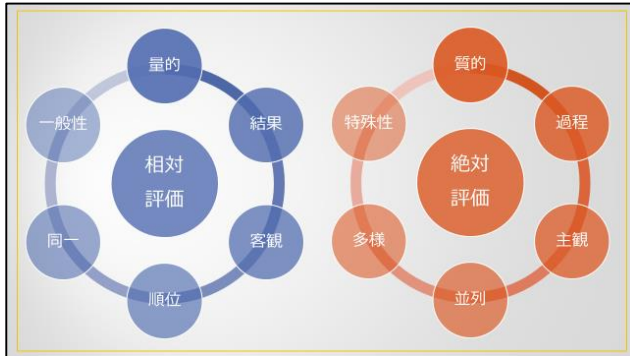 量的
結果
客観
順位
同一
一般性
相対
評価
質的
過程
主観
並列
多様
特殊性
絶対
評価